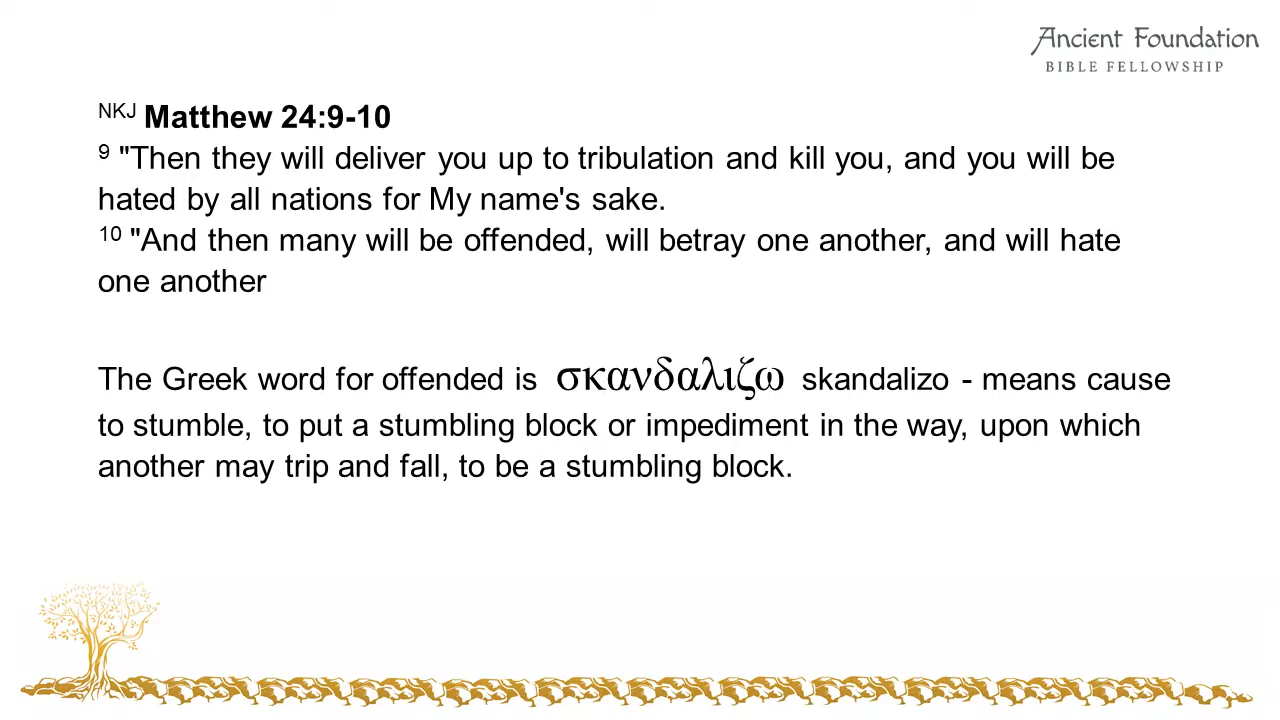 Ancient Foundation
BIBLE FELLOWSHIP
NKJ Matthew 24:9-10
9 "Then they will deliver you up to tribulation and kill you, and you will be
hated by all nations for My name's sake.
10 "And then many will be offended, will betray one another, and will hate
one another
The Greek word for offended is σκανδαλιζω skandalizo - means cause
to stumble, to put a stumbling block or impediment in the way, upon which
another may trip and fall, to be a stumbling block.